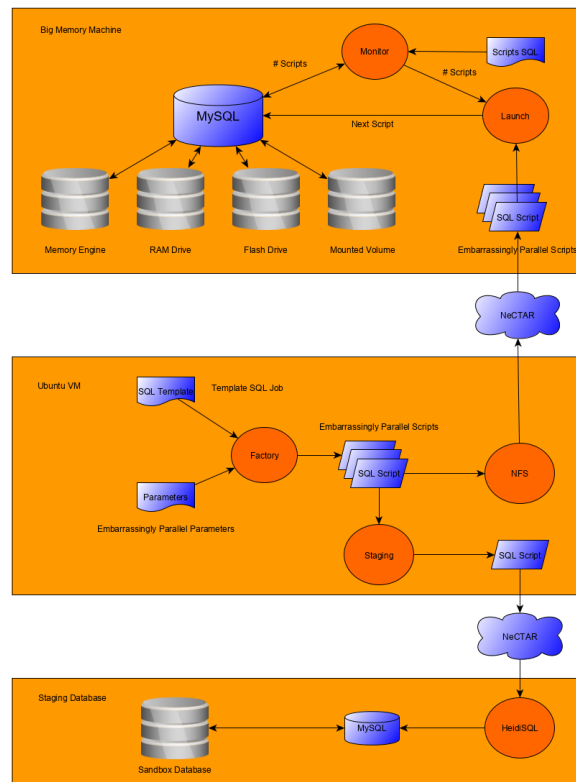 Big Memory Machine
Monitor
Scripts SQL
# Scripts
# Scripts
MySQL
Next Script
Launch
Memory Engine
RAM Drive
Flash Drive
Mounted Volume
SQL Script
Embarrassingly Parallel Scripts
NeCTAR
Ubuntu VM
SQL Template
Template SQL Job
Embarrassingly Parallel Scripts
Factory
SQL Script
NFS
Parameters
Embarrassingly Parallel Parameters
Staging
SQL Script
NeCTAR
Staging Database
MySQL
HeidiSQL
Sandbox Database